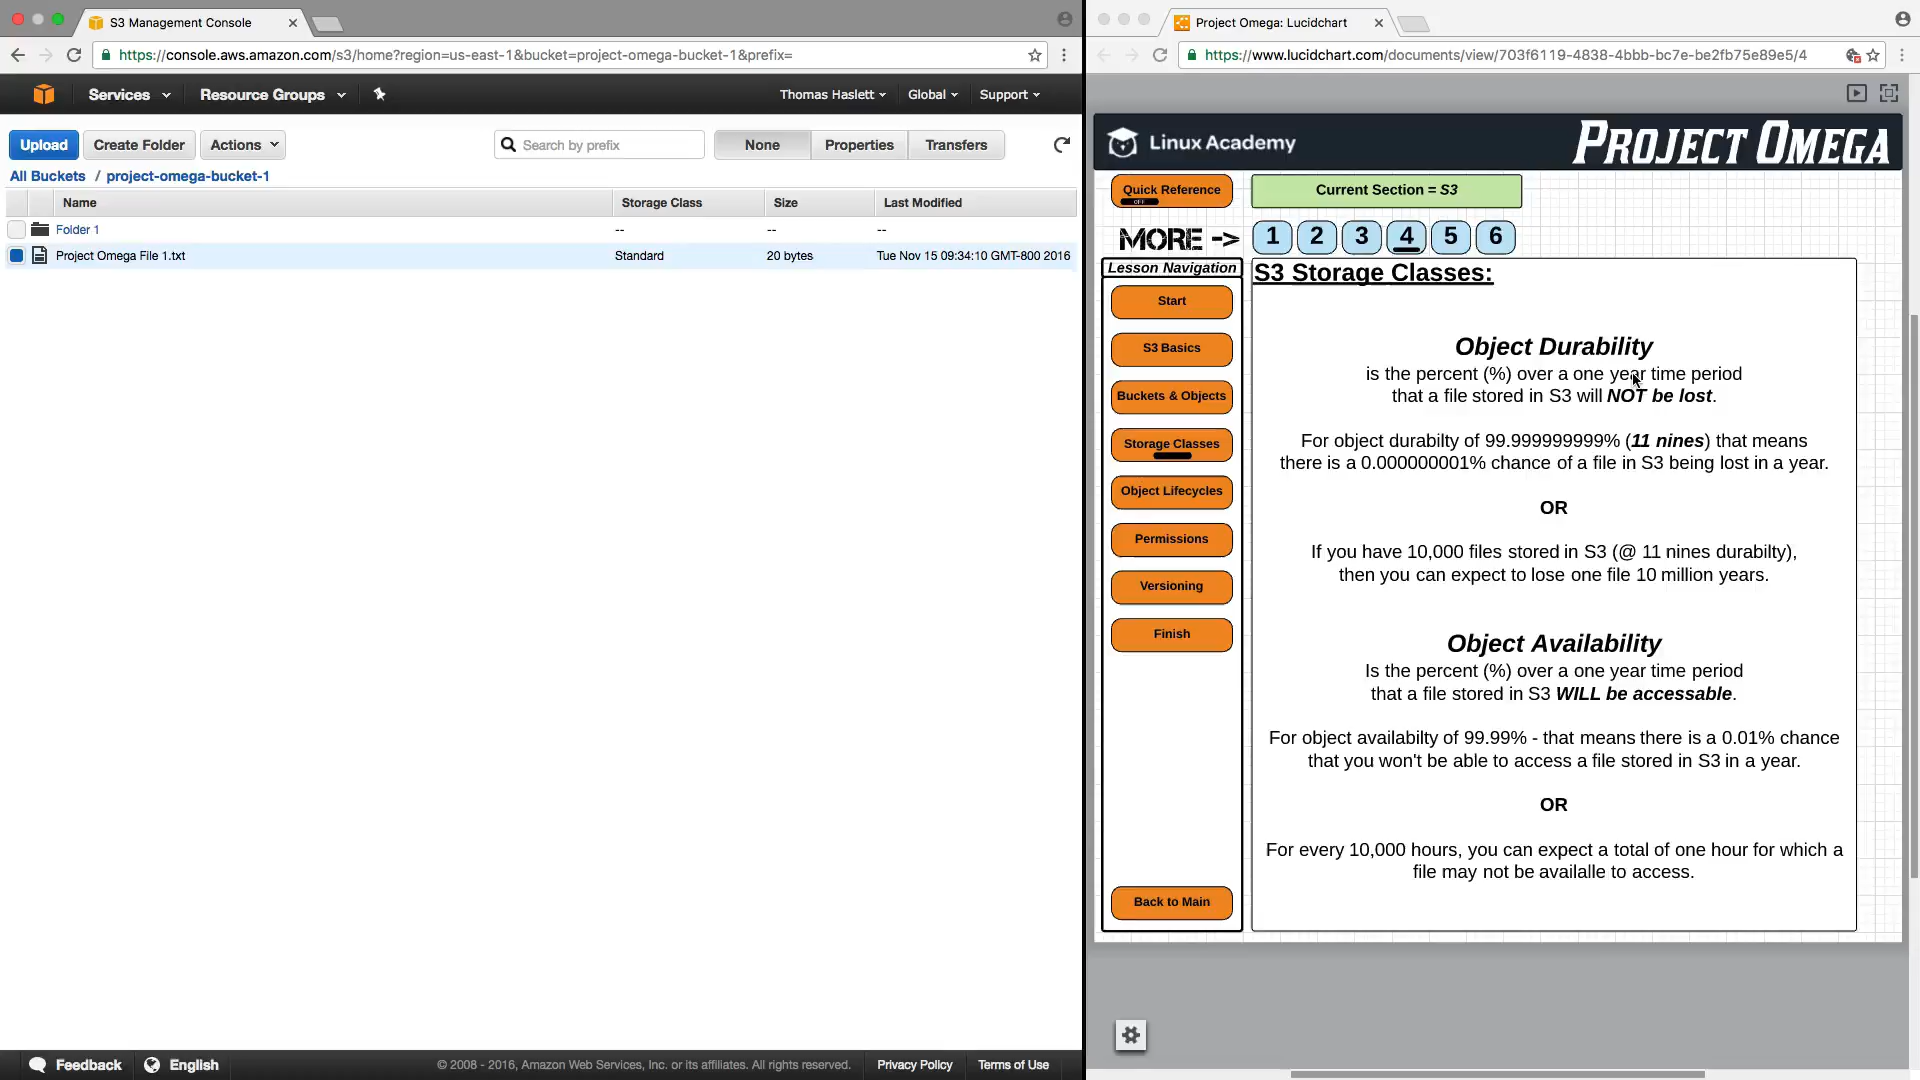 S3 Management Console
https://console.aws.amazon.com/s3/home?region=us-east-1&bucket=project-omega-bucket-1&prefix=
Services
Resource Groups
Thomas Haslett
Global
Support
Upload
Create Folder
Actions
Search by prefix
None
Properties
Transfers
All Buckets / project-omega-bucket-1
Name
Storage Class
Size
Last Modified
Folder 1
--
--
--
Project Omega File 1.txt
Standard
20 bytes
Tue Nov 15 09:34:10 GMT-800 2016
Feedback
English
© 2008 - 2016, Amazon Web Services, Inc. or its affiliates. All rights reserved.
Privacy Policy
Terms of Use
Project Omega: Lucidchart
https://www.lucidchart.com/documents/view/703f6119-4838-4bbb-bc7e-be2fb75e89e5/4
Linux Academy
PROJECT OMEGA
Quick Reference
OFF
Current Section = S3
MORE ->
1
2
3
4
5
6
Lesson Navigation
Start
S3 Basics
Buckets & Objects
Storage Classes
Object Lifecycles
Permissions
Versioning
Finish
Back to Main
S3 Storage Classes:
Object Durability
is the percent (%) over a one year time period
that a file stored in S3 will NOT be lost.
For object durabilty of 99.999999999% (11 nines) that means
there is a 0.000000001% chance of a file in S3 being lost in a year.
OR
If you have 10,000 files stored in S3 (@ 11 nines durabilty),
then you can expect to lose one file 10 million years.
Object Availability
Is the percent (%) over a one year time period
that a file stored in S3 WILL be accessable.
For object availabilty of 99.99% - that means there is a 0.01% chance
that you won't be able to access a file stored in S3 in a year.
OR
For every 10,000 hours, you can expect a total of one hour for which a
file may not be availalle to access.